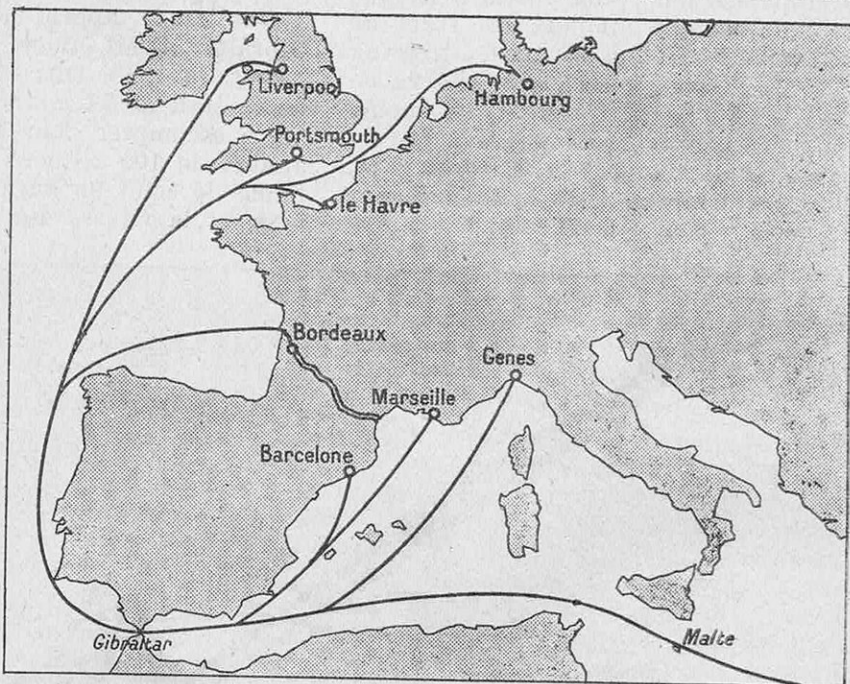 Liverpool
Hambourg
Portsmouth
le Havre
Bordeaux
Genes
Marseille
Barcelone
Gibraltar
Malte